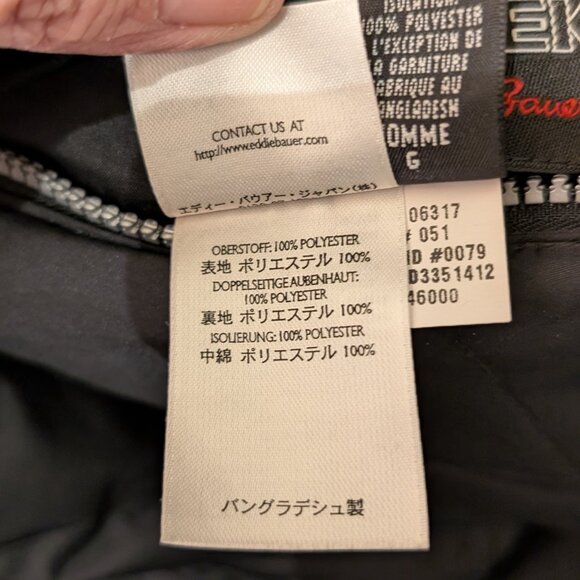 CONTACT US AT
http://www.eddiebauer.com
100% POLYESTER
L'EXCEPTION DE
LA GARNITURE
FABRIQUE AU
BANGLADESH
HOMME
G
EK
エディー・バウアー・ジャパン(株)
OBERSTOFF: 100% POLYESTER
表地 ポリエステル 100%
DOPPELSEITIGE AUßENHAUT:
100% POLYESTER
裏地 ポリエステル 100%
ISOLIERUNG: 100% POLYESTER
中綿 ポリエステル 100%
バングラデシュ製
06317
# 051
ID #0079
D3351412
46000